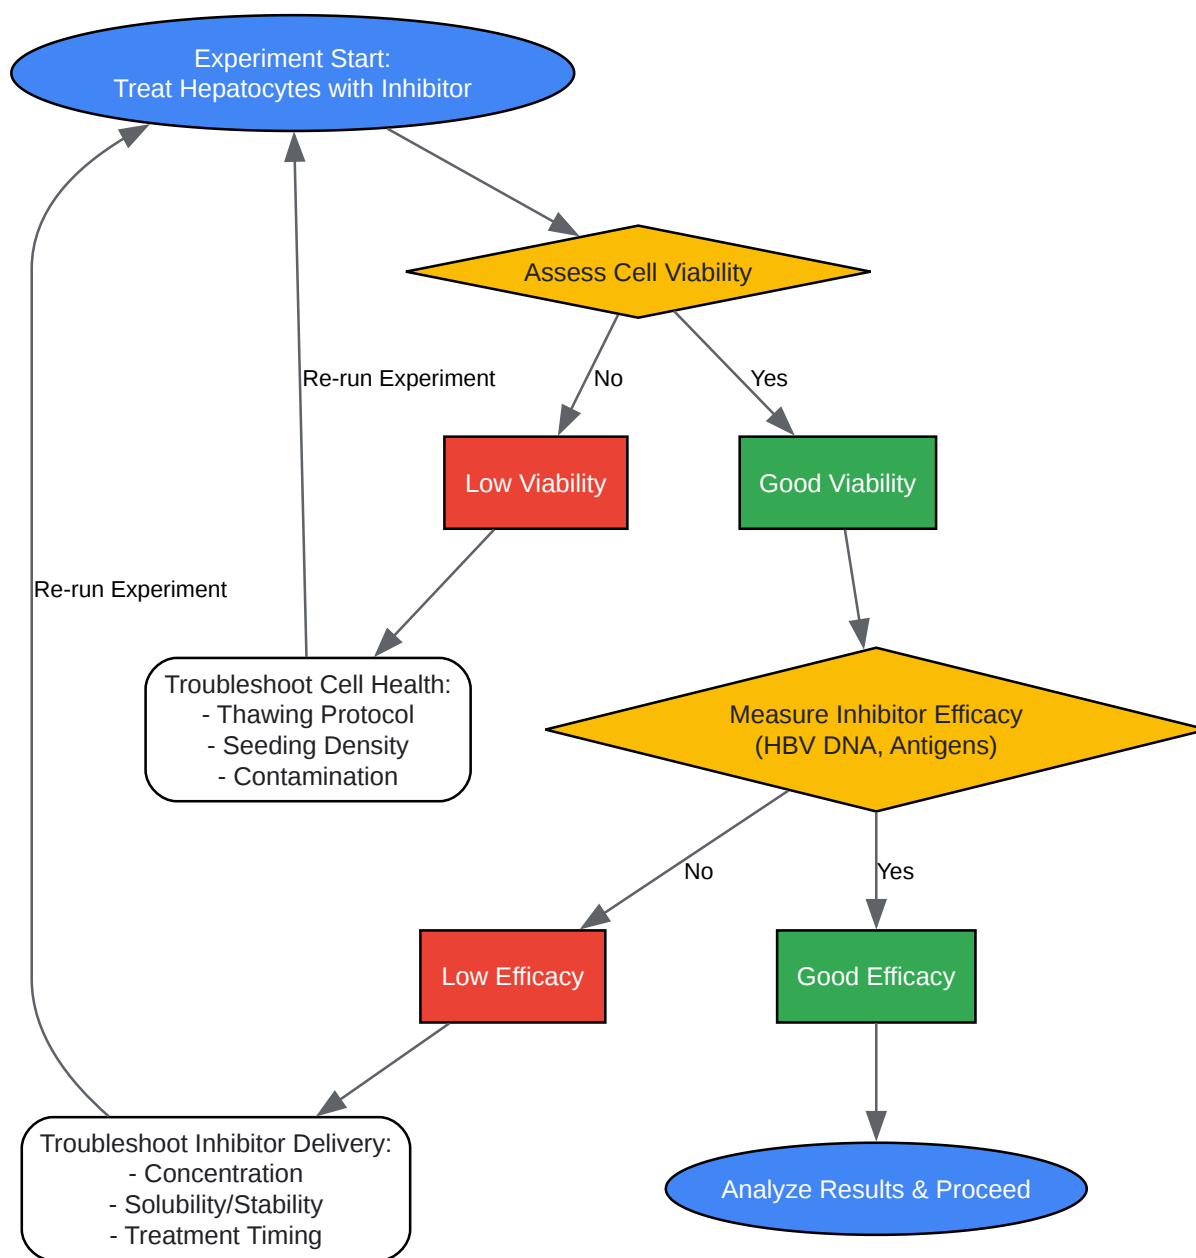 Experiment Start:
Treat Hepatocytes with Inhibitor
Assess Cell Viability
Re-run Experiment
No
Yes
Low Viability
Good Viability
Re-run Experiment
Troubleshoot Cell Health:
- Thawing Protocol
- Seeding Density
- Contamination
Measure Inhibitor Efficacy
(HBV DNA, Antigens)
No
Yes
Low Efficacy
Good Efficacy
Troubleshoot Inhibitor Delivery:
- Concentration
- Solubility/Stability
- Treatment Timing
Analyze Results & Proceed